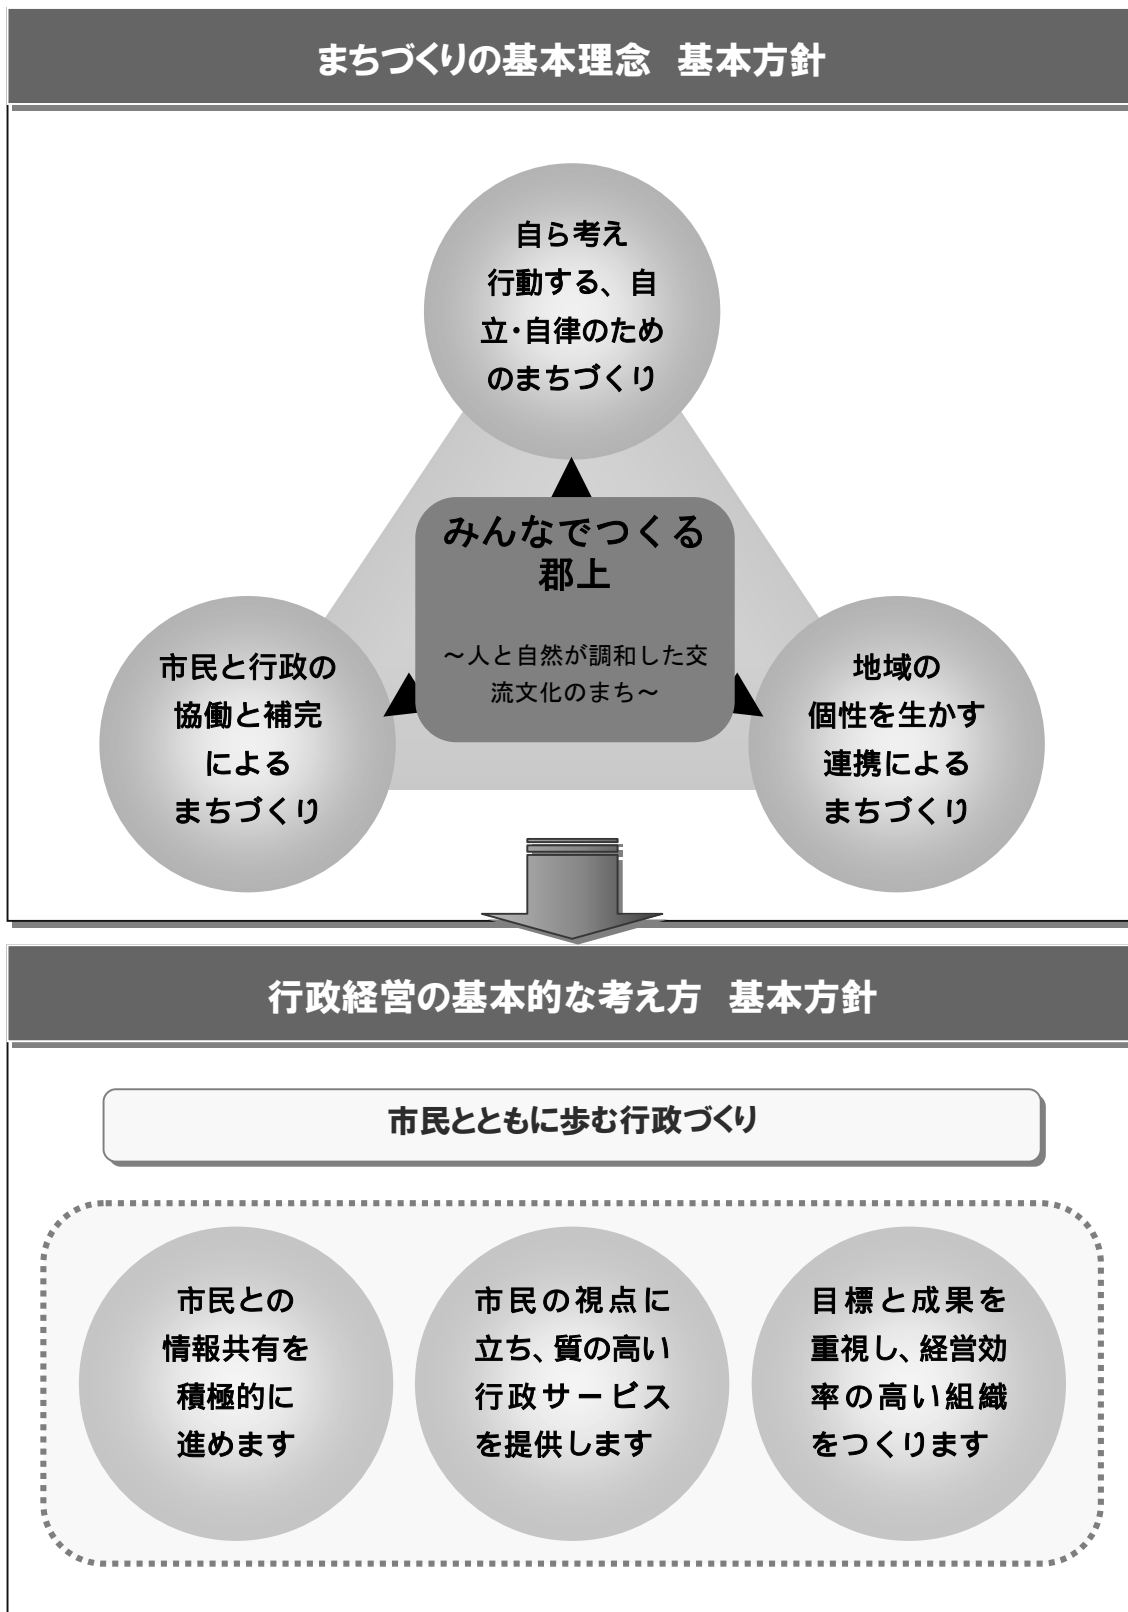 まちづくりの基本理念　基本方針
自ら考え
行動する、自
立・自律のため
のまちづくり
みんなでつくる
郡上
～人と自然が調和した交
流文化のまち～
市民と行政の
協働と補完
による
まちづくり
地域の
個性を生かす
連携による
まちづくり
行政経営の基本的な考え方　基本方針
市民とともに歩む行政づくり
市民との
情報共有を
積極的に
進めます
市民の視点に
立ち、質の高い
行政サービス
を提供します
目標と成果を
重視し、経営効
率の高い組織
をつくります